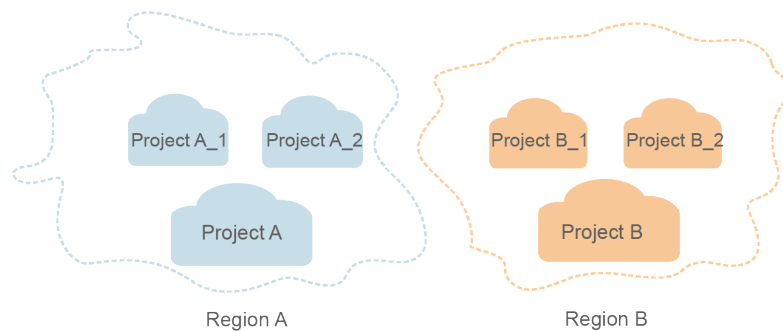 Project A_1
Project A_2
Project A
Region A
Project B_1
Project B_2
Project B
Region B